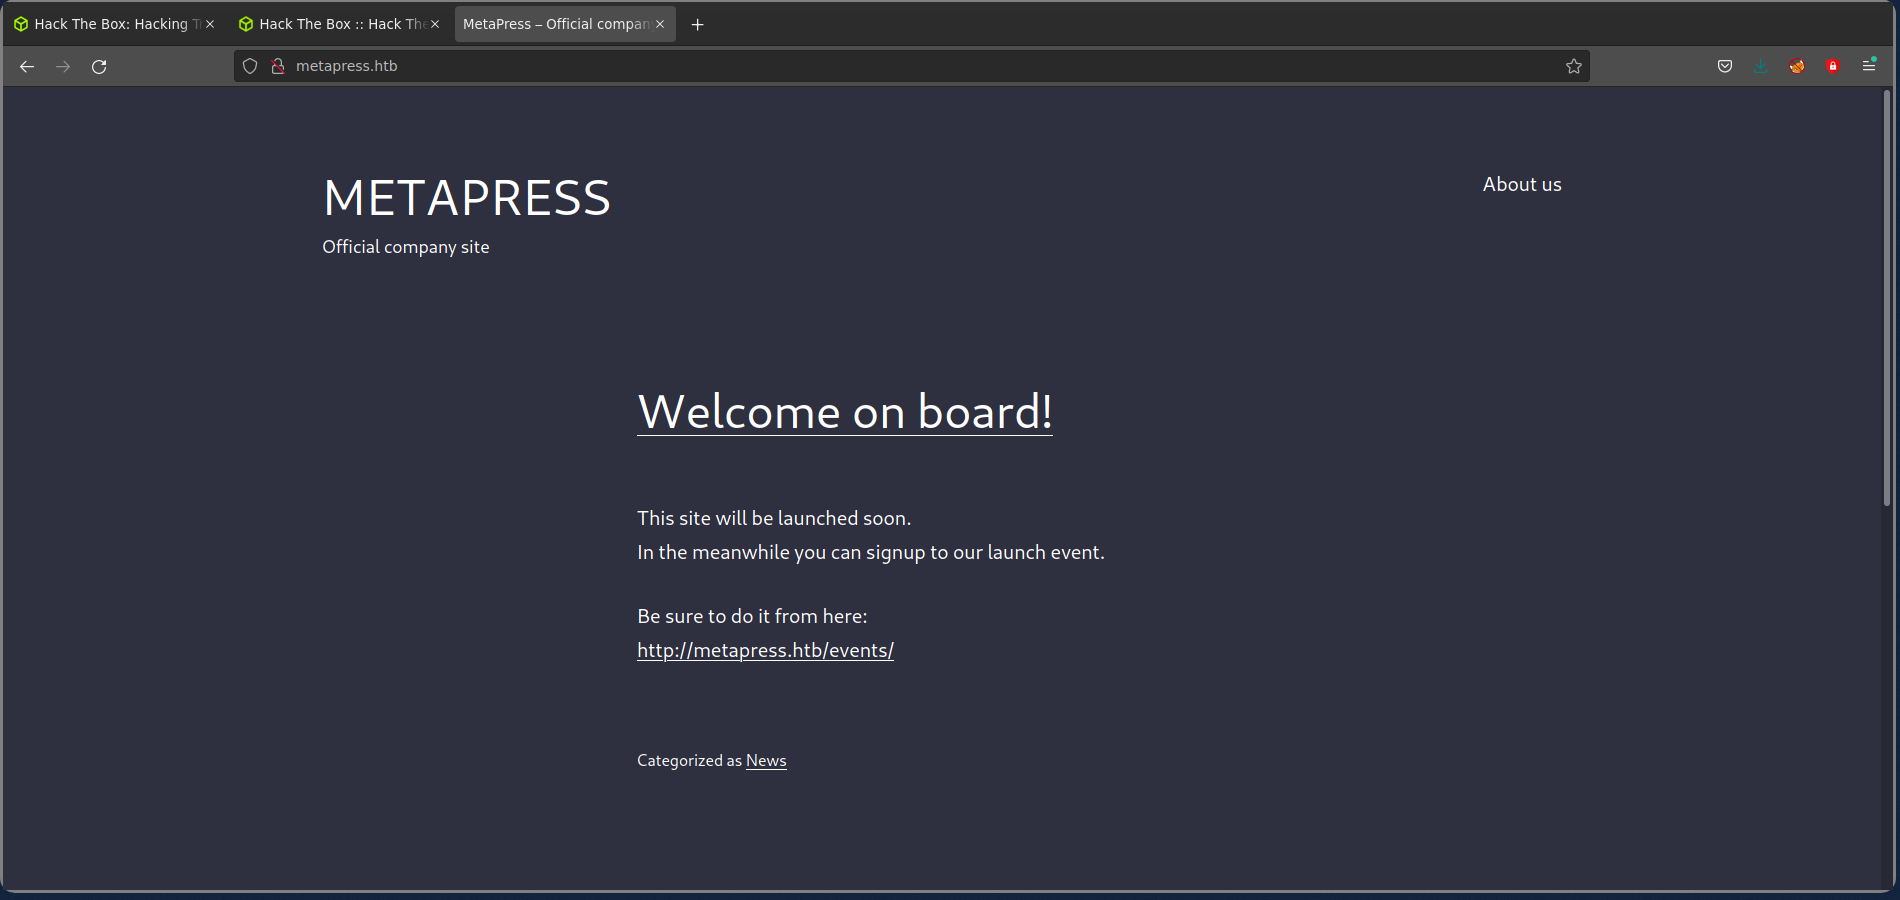 Hack The Box: Hacking T
Hack The Box :: Hack The
MetaPress – Official compan
metapress.htb
METAPRESS
About us
Official company site
Welcome on board!
This site will be launched soon.
In the meanwhile you can signup to our launch event.
Be sure to do it from here:
http://metapress.htb/events/
Categorized as News